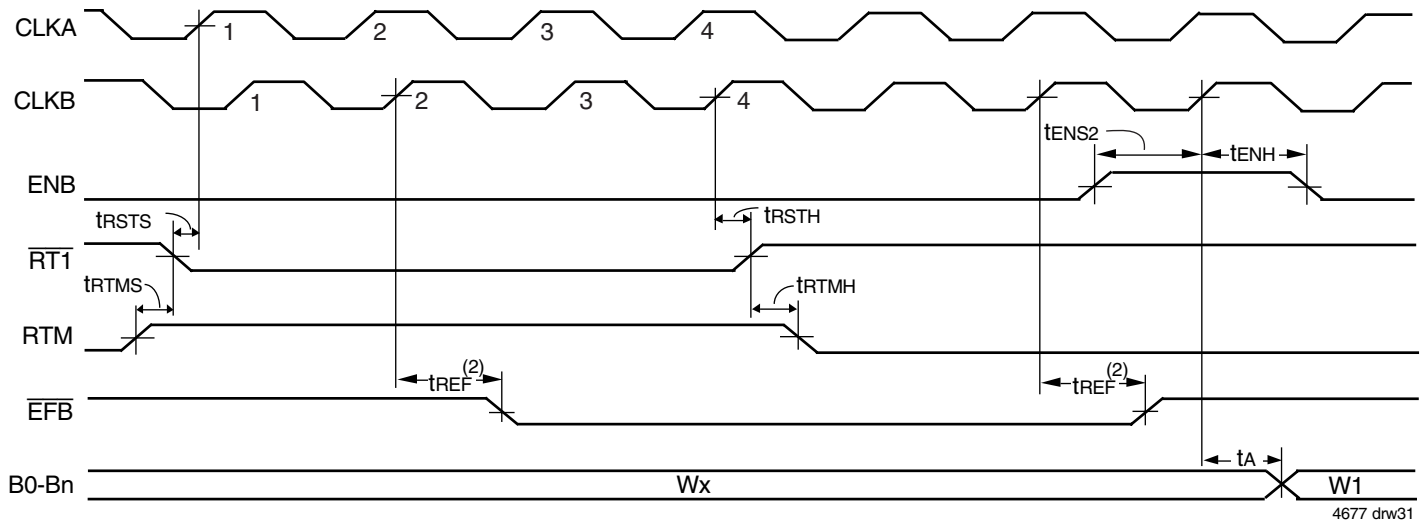 CLKA 1 2 3 4
CLKB 1 2 3 4
tENS2 tENH
ENB
tRSTS tRSTH
RT1
tRTMS tRTMH
RTM
tREF(2) tREF(2)
EFB
tA
B0-Bn Wx W1
4677 drw31